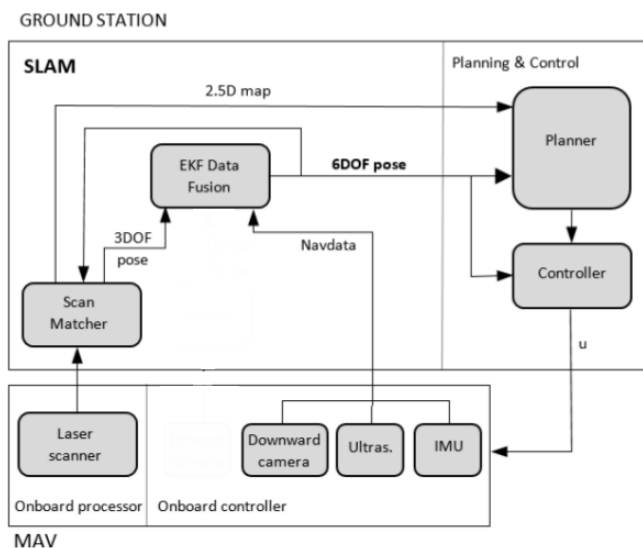 GROUND STATION
SLAM
Planning & Control
2.5D map
Planner
EKF Data
Fusion
6DOF pose
3DOF
pose
Navdata
Controller
Scan
Matcher
u
Laser
scanner
Downward
camera
Ultras.
IMU
Onboard processor
Onboard controller
MAV